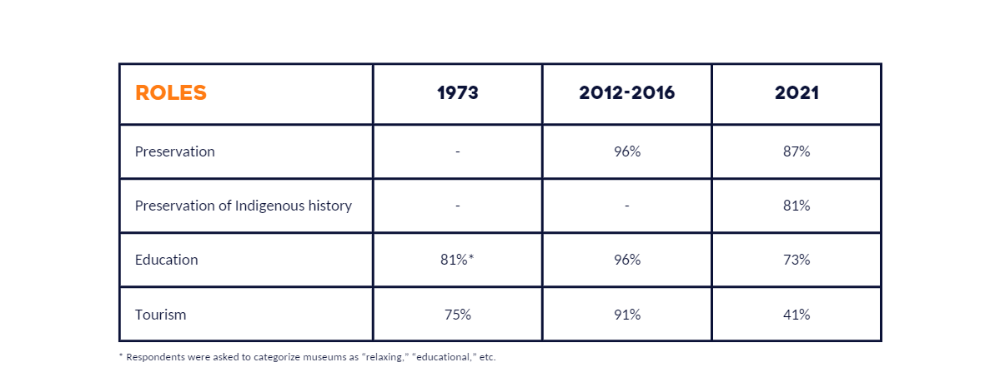 ROLES 1973 2012-2016 2021
Preservation - 96% 87%
Preservation of Indigenous history - - 81%
Education 81%* 96% 73%
Tourism 75% 91% 41%
* Respondents were asked to categorize museums as “relaxing,” “educational,” etc.